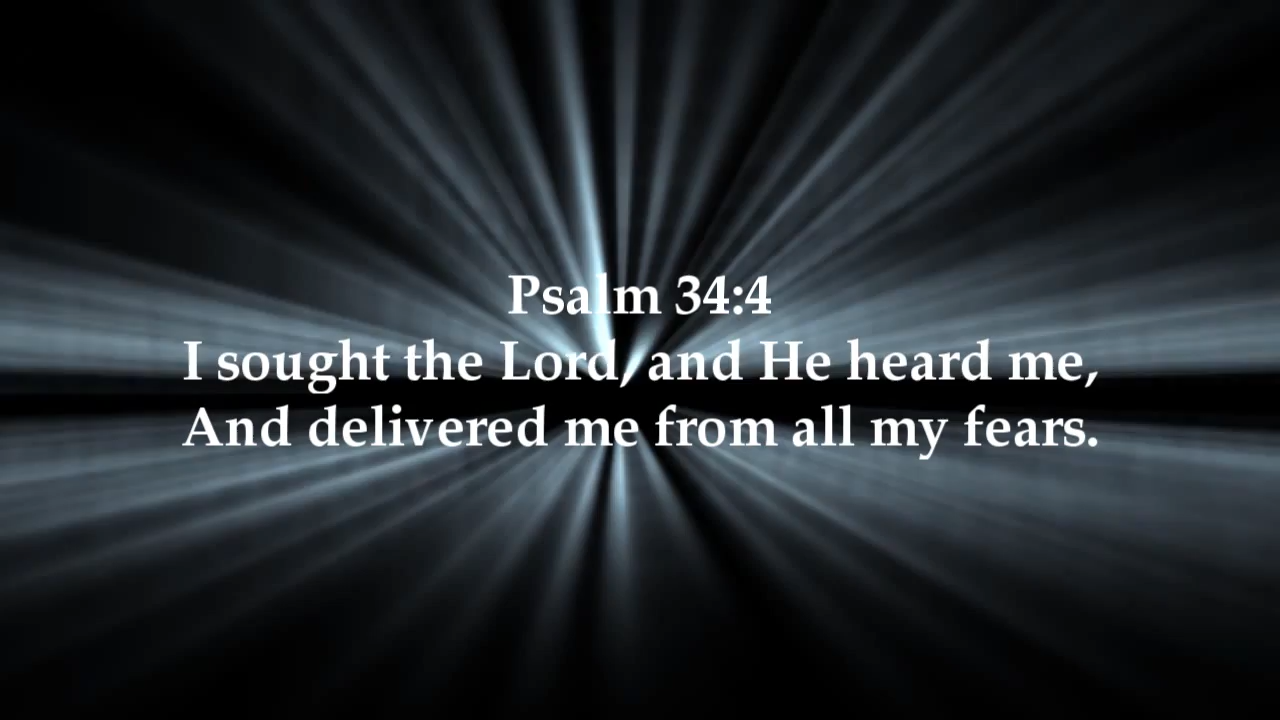 Psalm 34:4
I sought the Lord, and He heard me,
And delivered me from all my fears.